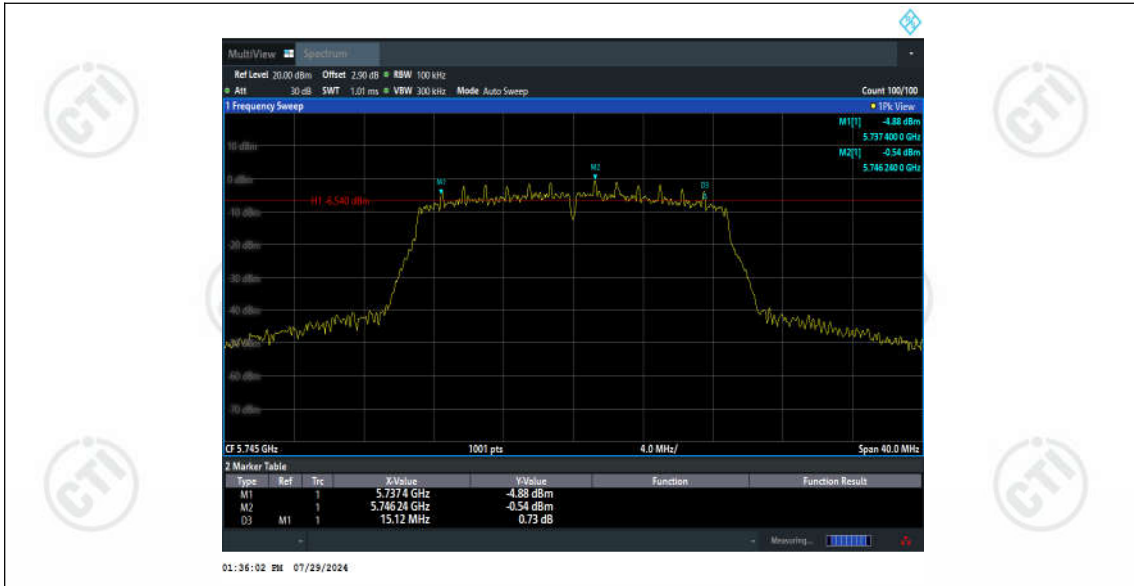 MultiView Spectrum
Ref Level 20.00 dBm Offset 2.90 dB RBW 100 kHz
Att 30 dB SWT 1.01 ms VBW 300 kHz Mode Auto Sweep Count 100/100
1 Frequency Sweep 1Pk View
M1[1] -4.88 dBm
5.737 400 0 GHz
M2[1] -0.54 dBm
5.746 240 0 GHz
10 dBm
M2
0 dBm
M1
D3
H1 -6.540 dBm
-10 dBm
-20 dBm
-30 dBm
-40 dBm
-50 dBm
-60 dBm
-70 dBm
CF 5.745 GHz 1001 pts 4.0 MHz/ Span 40.0 MHz
2 Marker Table
Type Ref Trc X-Value Y-Value Function Function Result
M1 1 5.7374 GHz -4.88 dBm
M2 1 5.746 24 GHz -0.54 dBm
D3 M1 1 15.12 MHz 0.73 dB
Measuring...
01:36:02 PM 07/29/2024
CTI
CTI
CTI
CTI